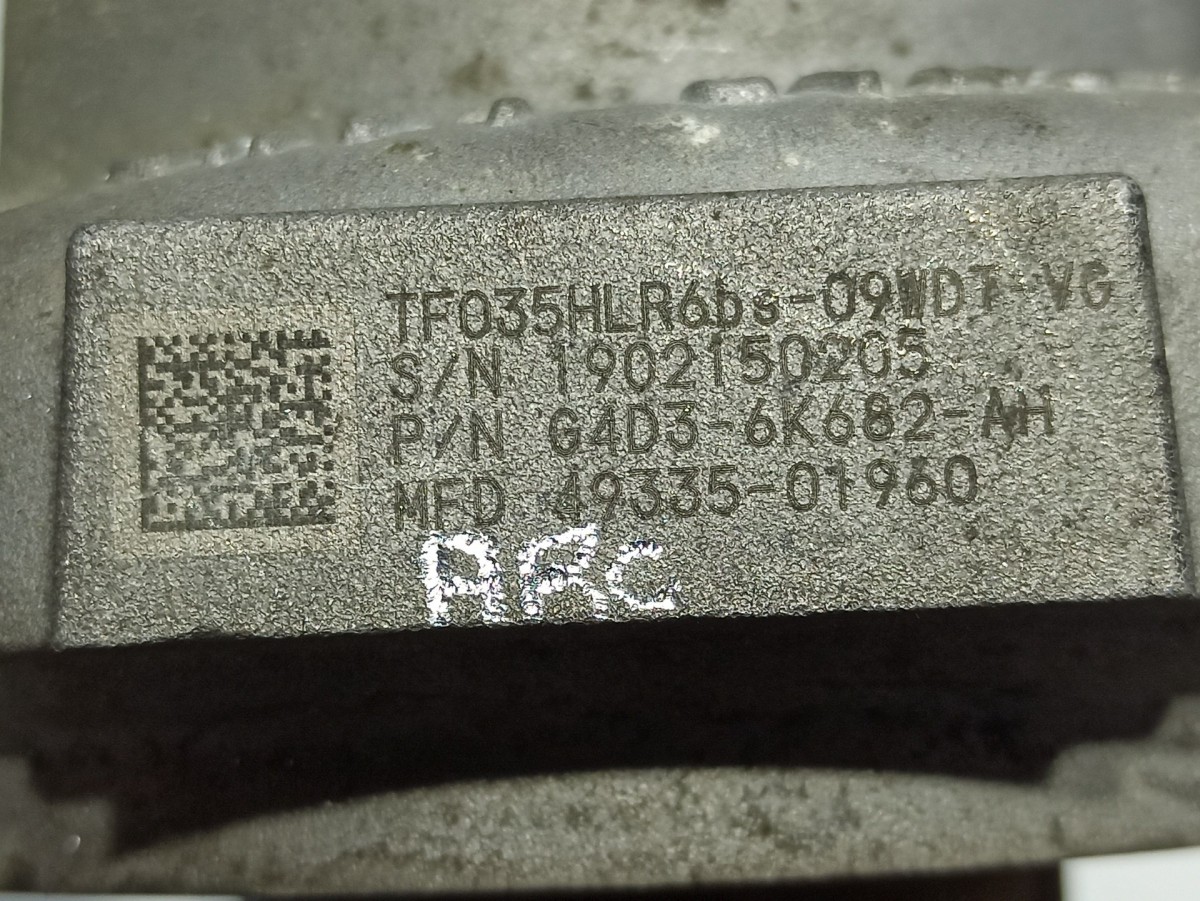 TF035HLR6bs-09WDT-VG
S/N 1902150205
P/N G4D3-6K682-AH
MFD 49335-01960
ARC